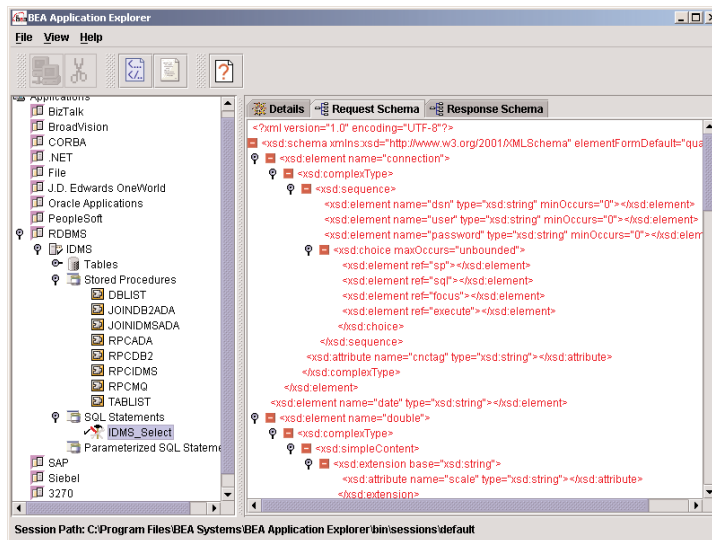 BEA Application Explorer
File View Help
Applications
BizTalk
BroadVision
CORBA
.NET
File
J.D. Edwards OneWorld
Oracle Applications
PeopleSoft
RDBMS
IDMS
Tables
Stored Procedures
DBLIST
JOINDB2ADA
JOINIDMSADA
RPCADA
RPCDB2
RPCIDMS
RPCMQ
TABLIST
SQL Statements
IDMS_Select
Parameterized SQL Stateme
SAP
Siebel
3270
Details Request Schema Response Schema
<?xml version="1.0" encoding="UTF-8"?>
<xsd:schema xmlns:xsd="http://www.w3.org/2001/XMLSchema" elementFormDefault="qua
<xsd:element name="connection">
<xsd:complexType>
<xsd:sequence>
<xsd:element name="dsn" type="xsd:string" minOccurs="0"></xsd:element>
<xsd:element name="user" type="xsd:string" minOccurs="0"></xsd:element>
<xsd:element name="password" type="xsd:string" minOccurs="0"></xsd:elem
<xsd:choice maxOccurs="unbounded">
<xsd:element ref="sp"></xsd:element>
<xsd:element ref="sql"></xsd:element>
<xsd:element ref="focus"></xsd:element>
<xsd:element ref="execute"></xsd:element>
</xsd:choice>
</xsd:sequence>
<xsd:attribute name="cnctag" type="xsd:string"></xsd:attribute>
</xsd:complexType>
</xsd:element>
<xsd:element name="date" type="xsd:string"></xsd:element>
<xsd:element name="double">
<xsd:complexType>
<xsd:simpleContent>
<xsd:extension base="xsd:string">
<xsd:attribute name="scale" type="xsd:string"></xsd:attribute>
</xsd:extension>
Session Path: C:\Program Files\BEA Systems\BEA Application Explorer\bin\sessions\default